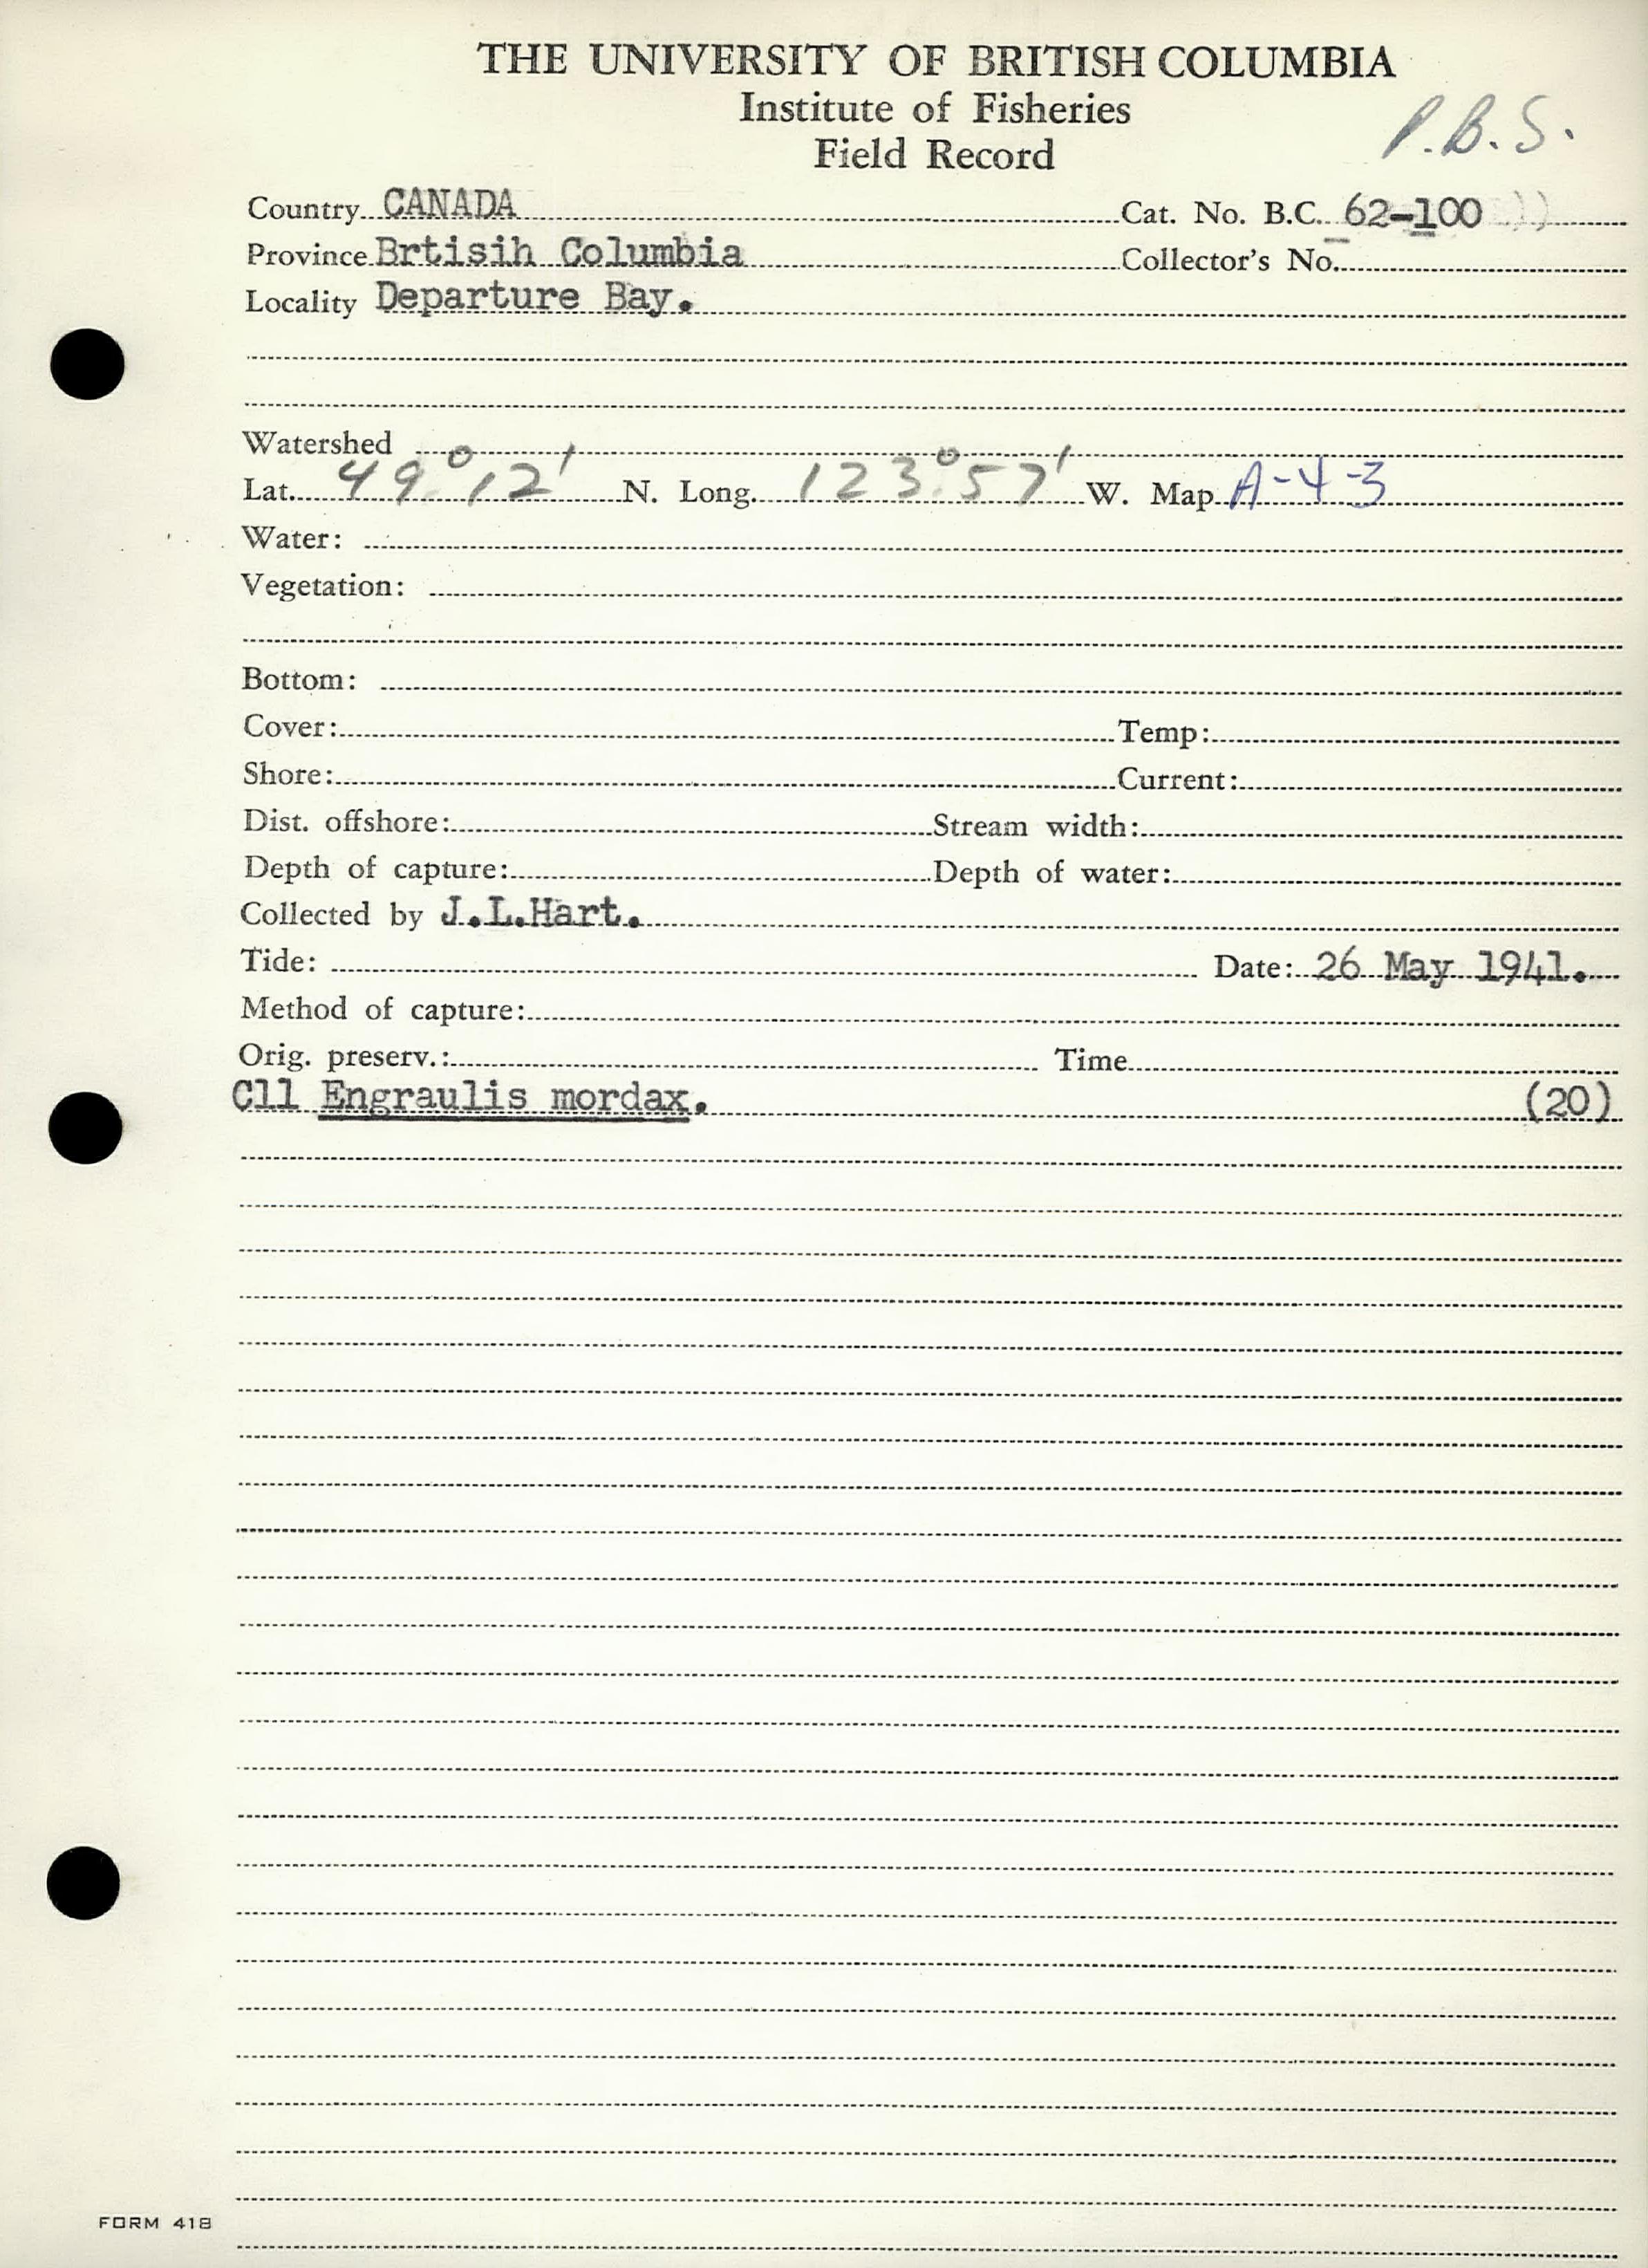 THE UNIVERSITY OF BRITISH COLUMBIA
Institute of Fisheries
Field Record
P.B.S.
Country CANADA Cat. No. B.C. 62-100
Province Brtisih Columbia Collector's No.
Locality Departure Bay.
Watershed
Lat. 49°12' N. Long. 123°57' W. Map A-4-3
Water:
Vegetation:
Bottom:
Cover: Temp:
Shore: Current:
Dist. offshore: Stream width:
Depth of capture: Depth of water:
Collected by J.L.Hart.
Tide: Date: 26 May 1941.
Method of capture:
Orig. preserv.: Time
Cll Engraulis mordax. (20)
FORM 418